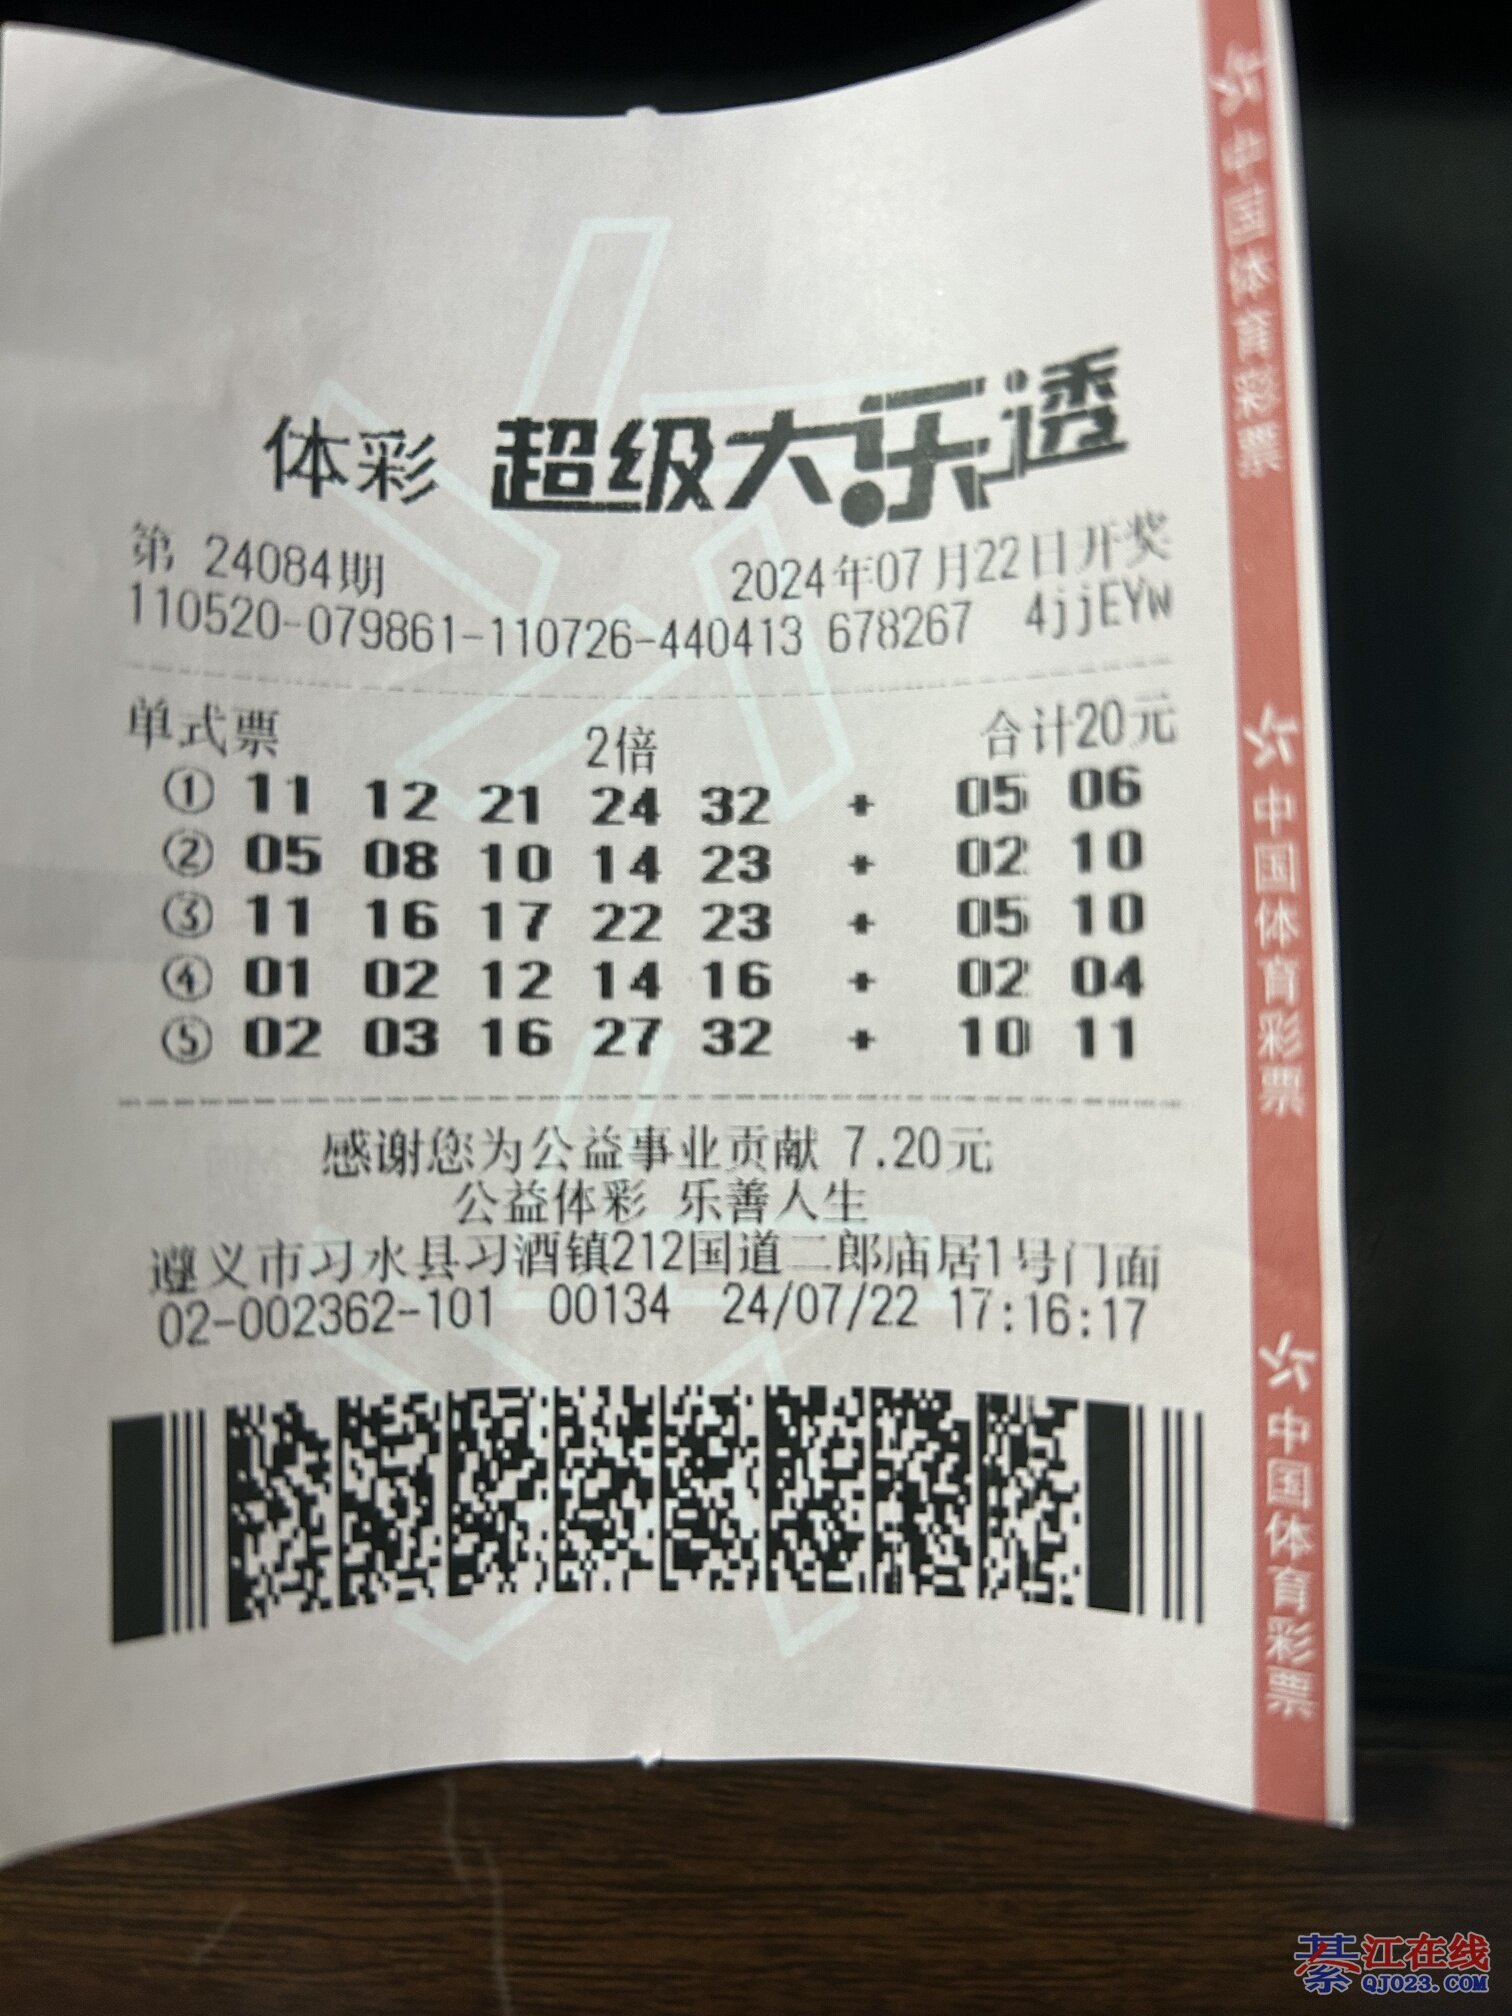 体彩 超级大乐透
第 24084期 2024年07月22日开奖
110520-079861-110726-440413 678267 4jjEYW
单式票 2倍 合计20元
① 11 12 21 24 32 + 05 06
② 05 08 10 14 23 + 02 10
③ 11 16 17 22 23 + 05 10
④ 01 02 12 14 16 + 02 04
⑤ 02 03 16 27 32 + 10 11
感谢您为公益事业贡献 7.20元
公益体彩 乐善人生
遵义市习水县习酒镇212国道二郎庙居1号门面
02-002362-101 00134 24/07/22 17:16:17
中国体育彩票
中国体育彩票
中国体育彩票
綦江在线
QJ023.COM